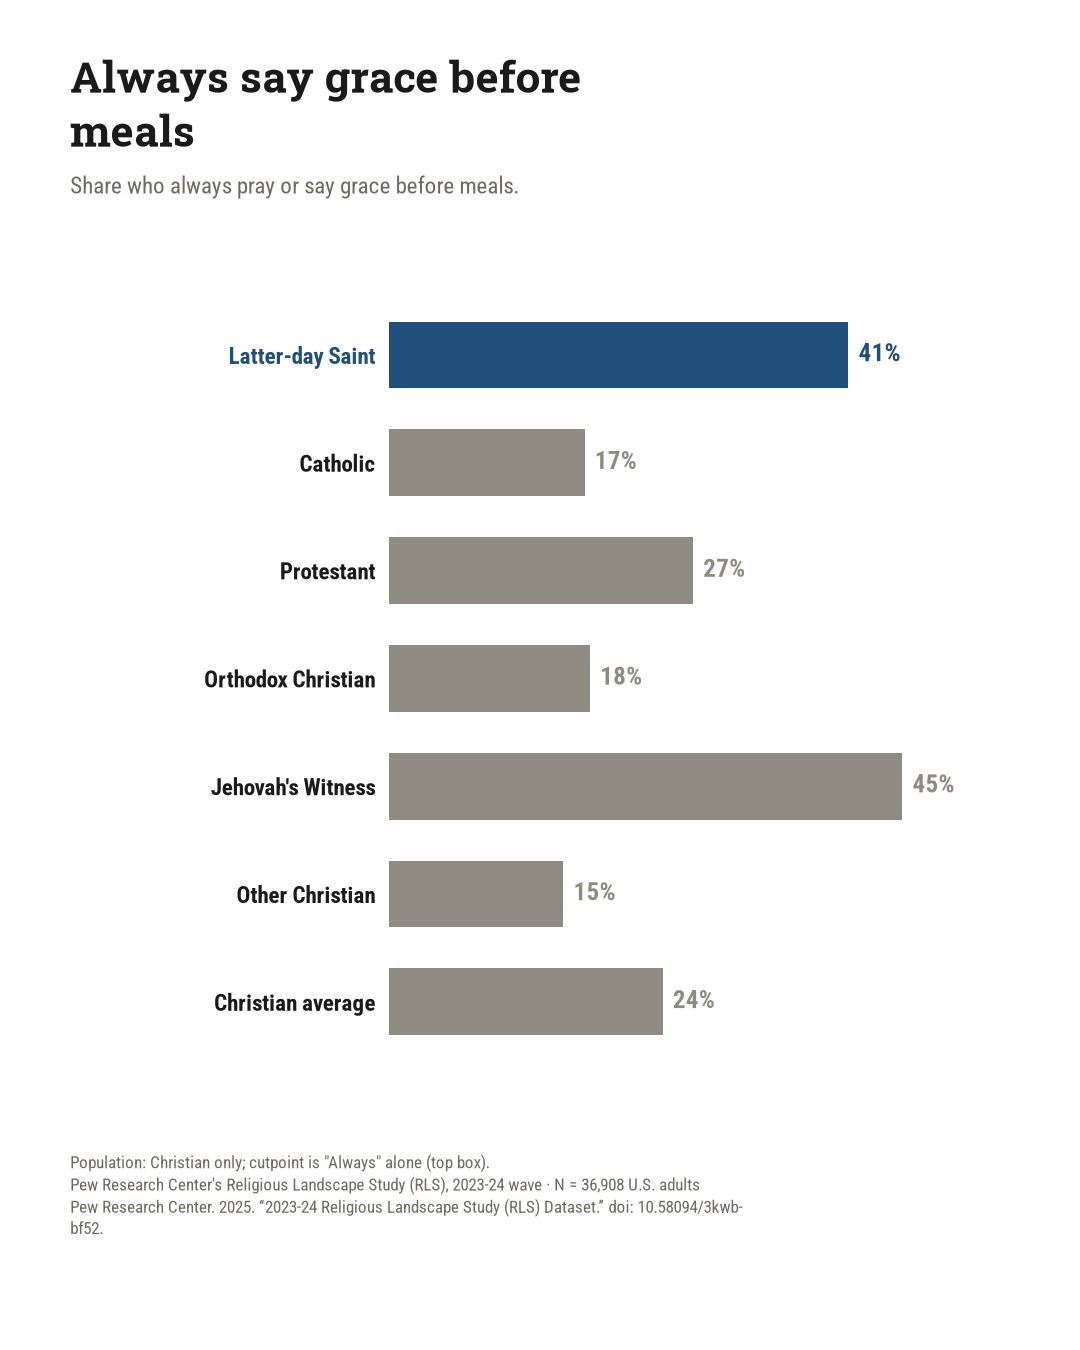 Always say grace before
meals
Share who always pray or say grace before meals.
Latter-day Saint 41%
Catholic 17%
Protestant 27%
Orthodox Christian 18%
Jehovah's Witness 45%
Other Christian 15%
Christian average 24%
Population: Christian only; cutpoint is "Always" alone (top box).
Pew Research Center's Religious Landscape Study (RLS), 2023-24 wave · N = 36,908 U.S. adults
Pew Research Center. 2025. “2023-24 Religious Landscape Study (RLS) Dataset.” doi: 10.58094/3kwb-
bf52.